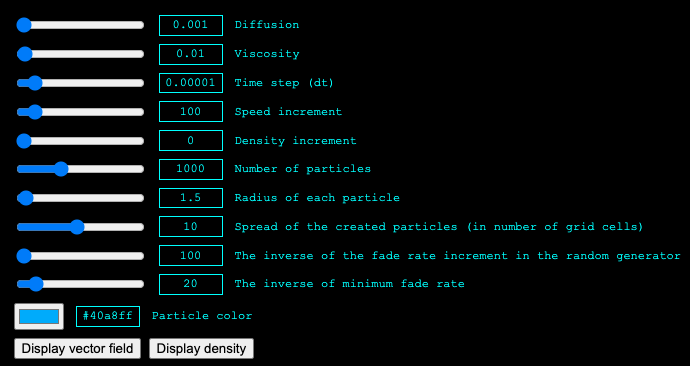 0.001 Diffusion
0.01 Viscosity
0.00001 Time step (dt)
100 Speed increment
0 Density increment
1000 Number of particles
1.5 Radius of each particle
10 Spread of the created particles (in number of grid cells)
100 The inverse of the fade rate increment in the random generator
20 The inverse of minimum fade rate
#40a8ff Particle color
Display vector field Display density